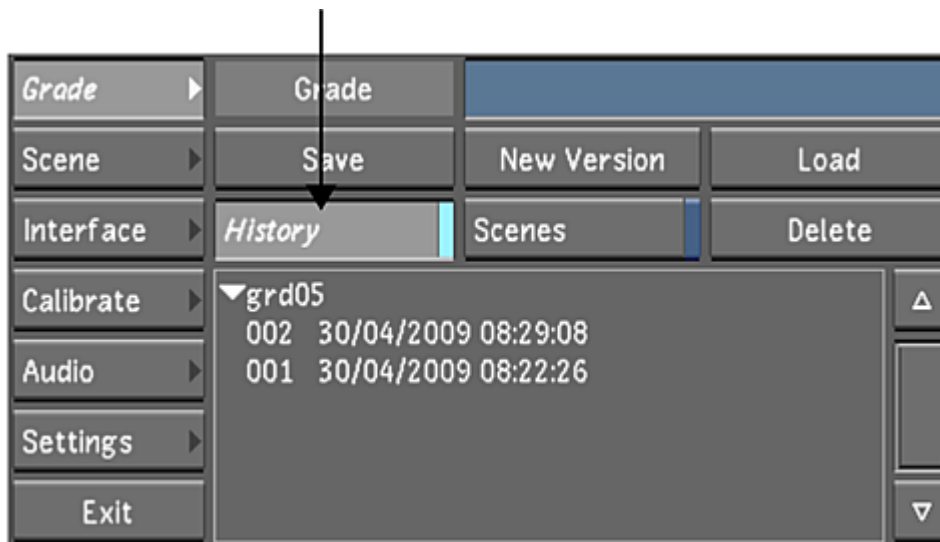 Grade Grade
Scene Save New Version Load
Interface History Scenes Delete
Calibrate
Audio
Settings
Exit
grd05
002 30/04/2009 08:29:08
001 30/04/2009 08:22:26